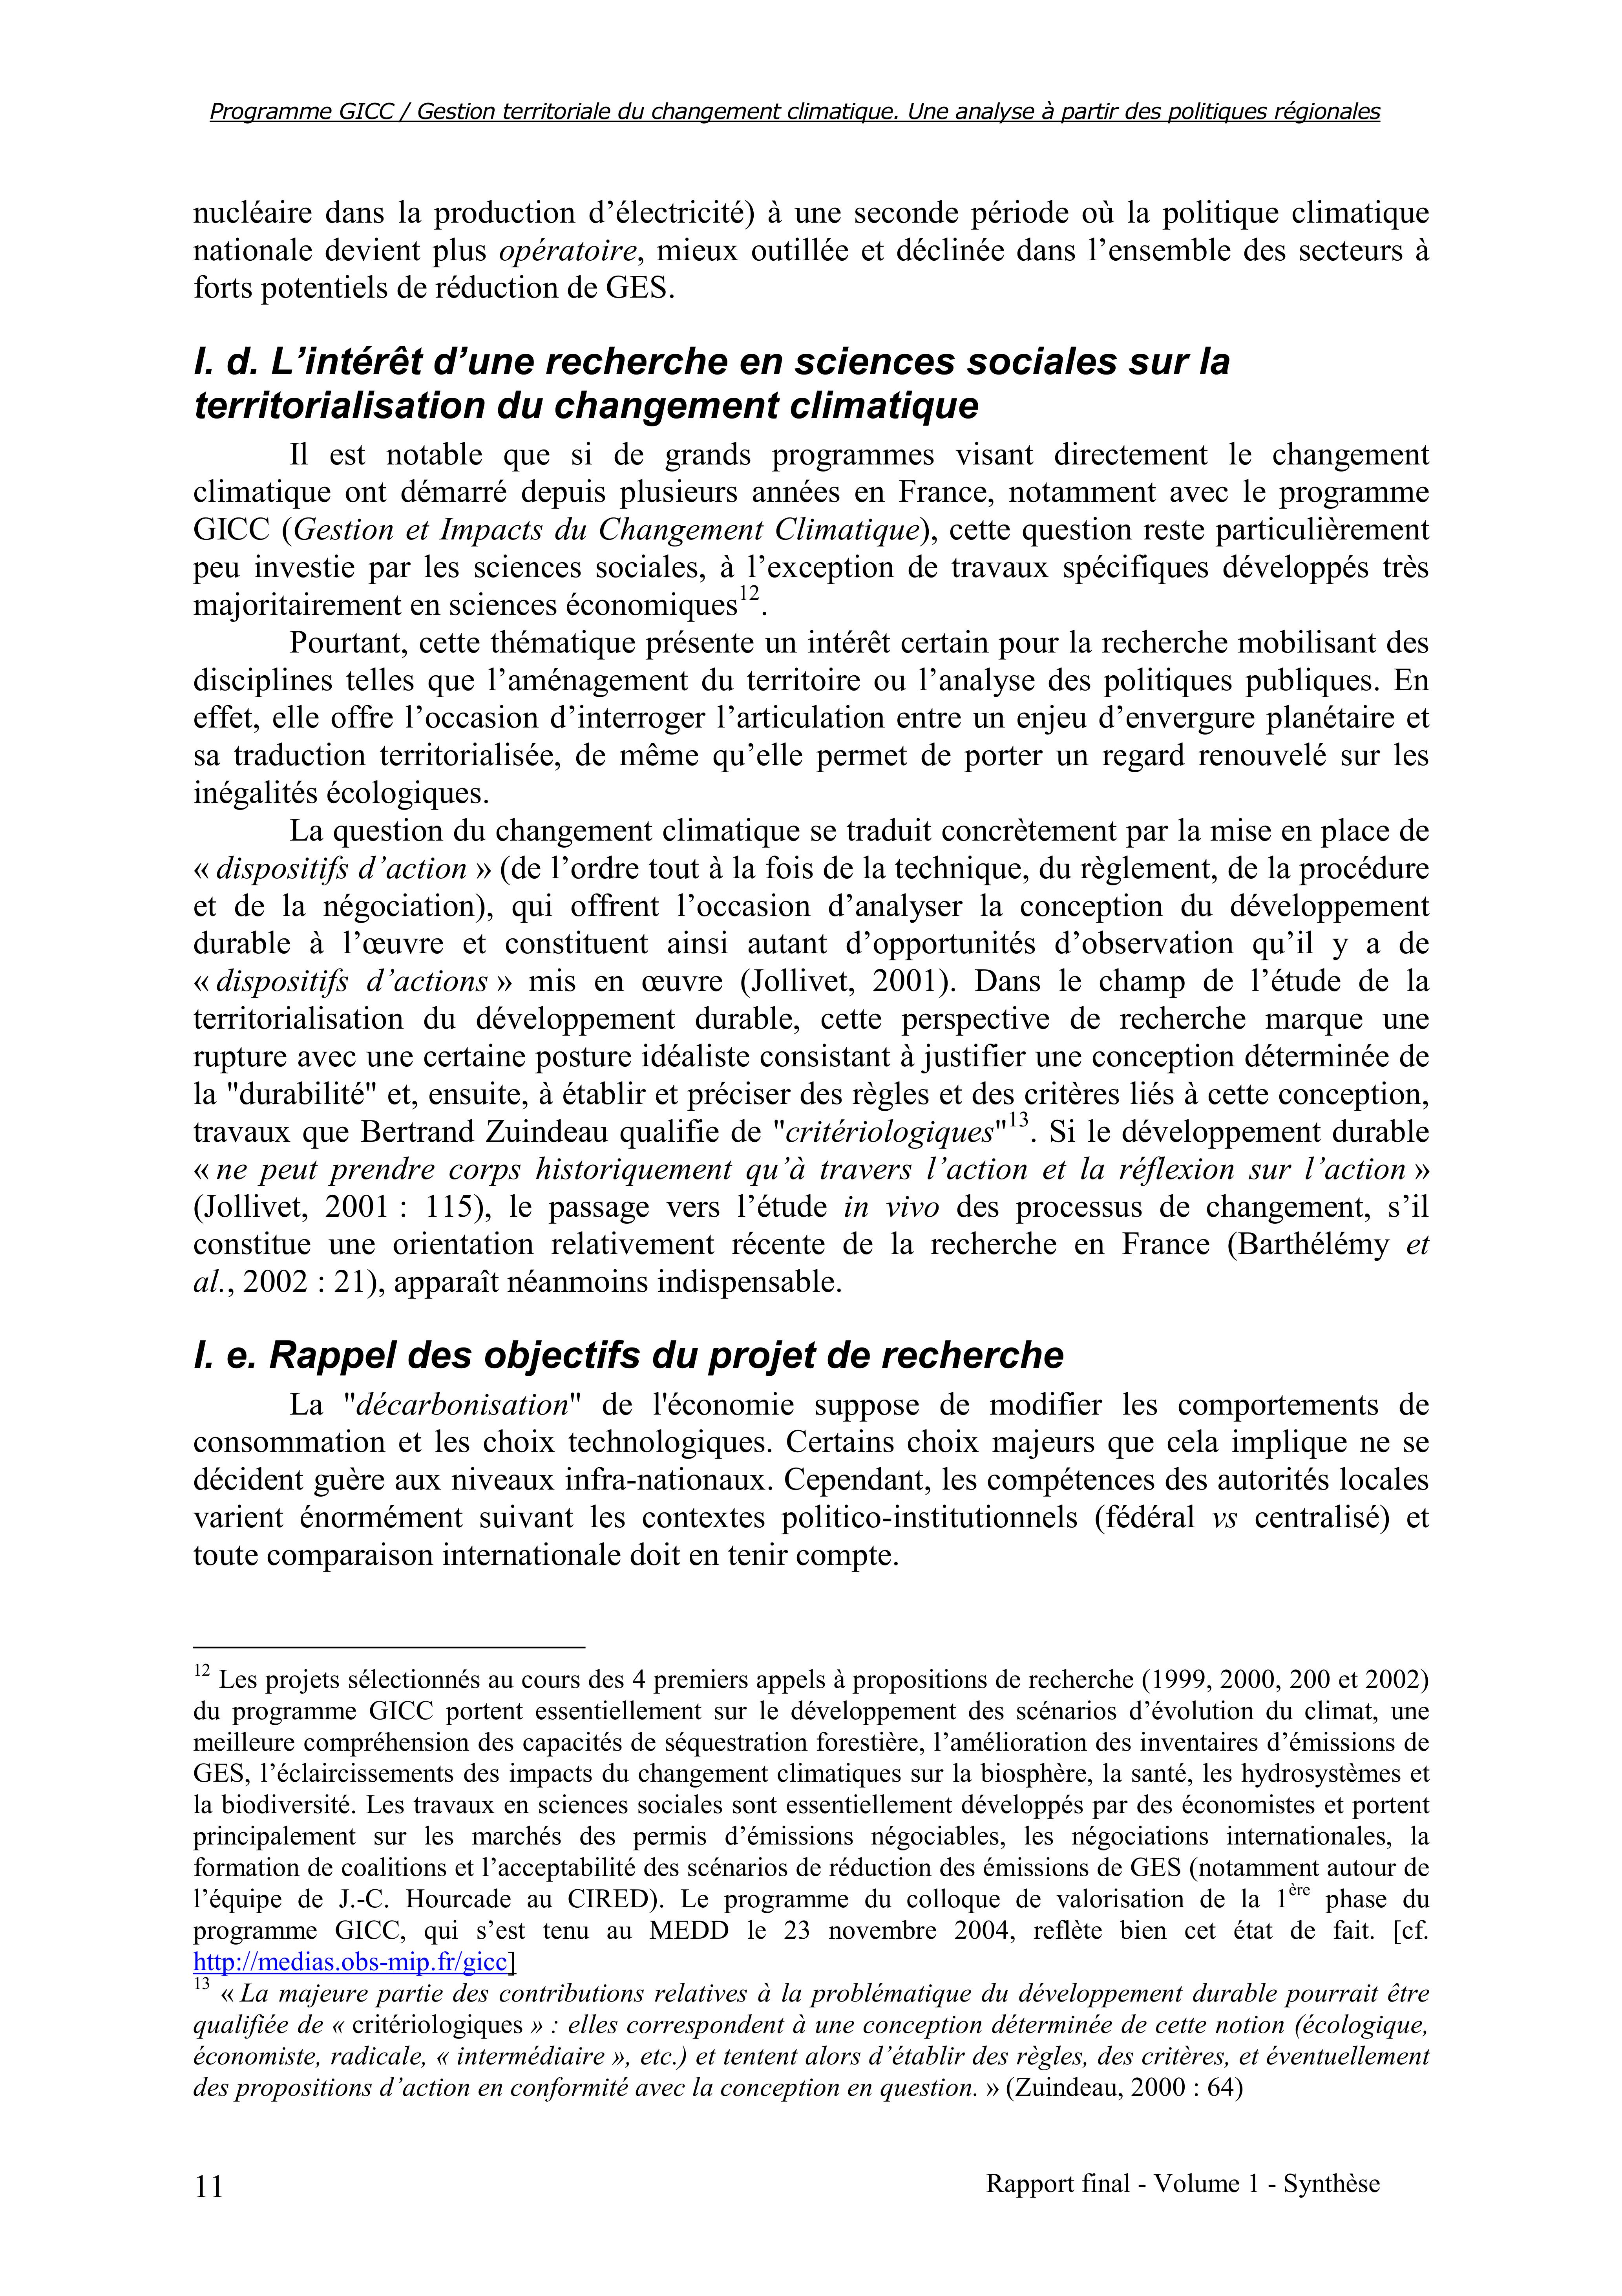 Programme GICC / Gestion territoriale du changement climatique. Une analyse à partir des politiques régionales
nucléaire dans la production d’électricité) à une seconde période où la politique climatique
nationale devient plus opératoire, mieux outillée et déclinée dans l’ensemble des secteurs à
forts potentiels de réduction de GES.
I. d. L’intérêt d’une recherche en sciences sociales sur la
territorialisation du changement climatique
Il est notable que si de grands programmes visant directement le changement
climatique ont démarré depuis plusieurs années en France, notamment avec le programme
GICC (Gestion et Impacts du Changement Climatique), cette question reste particulièrement
peu investie par les sciences sociales, à l’exception de travaux spécifiques développés très
majoritairement en sciences économiques12.
Pourtant, cette thématique présente un intérêt certain pour la recherche mobilisant des
disciplines telles que l’aménagement du territoire ou l’analyse des politiques publiques. En
effet, elle offre l’occasion d’interroger l’articulation entre un enjeu d’envergure planétaire et
sa traduction territorialisée, de même qu’elle permet de porter un regard renouvelé sur les
inégalités écologiques.
La question du changement climatique se traduit concrètement par la mise en place de
« dispositifs d’action » (de l’ordre tout à la fois de la technique, du règlement, de la procédure
et de la négociation), qui offrent l’occasion d’analyser la conception du développement
durable à l’œuvre et constituent ainsi autant d’opportunités d’observation qu’il y a de
« dispositifs d’actions » mis en œuvre (Jollivet, 2001). Dans le champ de l’étude de la
territorialisation du développement durable, cette perspective de recherche marque une
rupture avec une certaine posture idéaliste consistant à justifier une conception déterminée de
la "durabilité" et, ensuite, à établir et préciser des règles et des critères liés à cette conception,
travaux que Bertrand Zuindeau qualifie de "critériologiques"13. Si le développement durable
« ne peut prendre corps historiquement qu’à travers l’action et la réflexion sur l’action »
(Jollivet, 2001 : 115), le passage vers l’étude in vivo des processus de changement, s’il
constitue une orientation relativement récente de la recherche en France (Barthélémy et
al., 2002 : 21), apparaît néanmoins indispensable.
I. e. Rappel des objectifs du projet de recherche
La "décarbonisation" de l'économie suppose de modifier les comportements de
consommation et les choix technologiques. Certains choix majeurs que cela implique ne se
décident guère aux niveaux infra-nationaux. Cependant, les compétences des autorités locales
varient énormément suivant les contextes politico-institutionnels (fédéral vs centralisé) et
toute comparaison internationale doit en tenir compte.
12 Les projets sélectionnés au cours des 4 premiers appels à propositions de recherche (1999, 2000, 200 et 2002)
du programme GICC portent essentiellement sur le développement des scénarios d’évolution du climat, une
meilleure compréhension des capacités de séquestration forestière, l’amélioration des inventaires d’émissions de
GES, l’éclaircissements des impacts du changement climatiques sur la biosphère, la santé, les hydrosystèmes et
la biodiversité. Les travaux en sciences sociales sont essentiellement développés par des économistes et portent
principalement sur les marchés des permis d’émissions négociables, les négociations internationales, la
formation de coalitions et l’acceptabilité des scénarios de réduction des émissions de GES (notamment autour de
l’équipe de J.-C. Hourcade au CIRED). Le programme du colloque de valorisation de la 1ère phase du
programme GICC, qui s’est tenu au MEDD le 23 novembre 2004, reflète bien cet état de fait. [cf.
http://medias.obs-mip.fr/gicc]
13 « La majeure partie des contributions relatives à la problématique du développement durable pourrait être
qualifiée de « critériologiques » : elles correspondent à une conception déterminée de cette notion (écologique,
économiste, radicale, « intermédiaire », etc.) et tentent alors d’établir des règles, des critères, et éventuellement
des propositions d’action en conformité avec la conception en question. » (Zuindeau, 2000 : 64)
11
Rapport final - Volume 1 - Synthèse